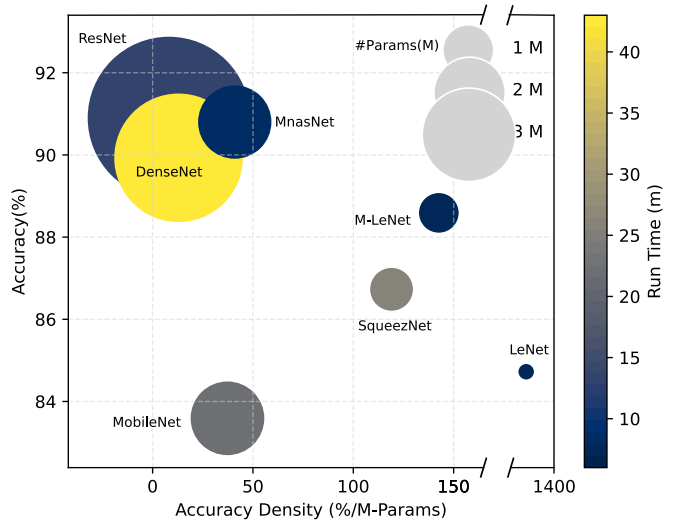 ResNet
#Params(M)
1 M
2 M
3 M
MnasNet
DenseNet
M-LeNet
SqueezNet
LeNet
MobileNet
92
90
88
86
84
Accuracy(%)
0
50
100
150
1400
Accuracy Density (%/M-Params)
40
35
30
25
20
15
10
Run Time (m)